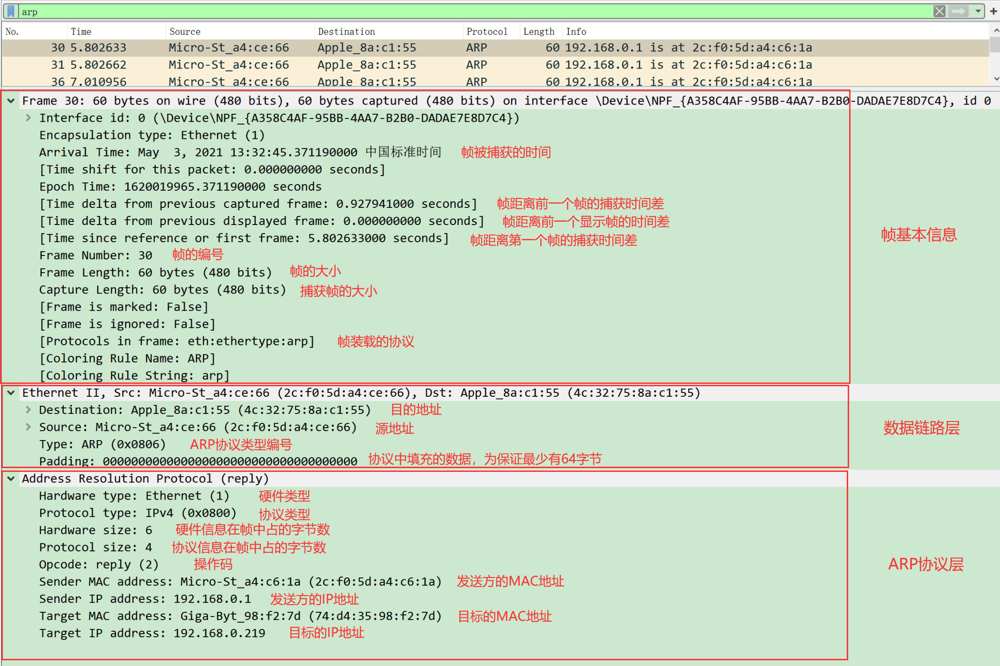 arp
No. Time Source Destination Protocol Length Info
30 5.802633 Micro-St_a4:ce:66 Apple_8a:c1:55 ARP 60 192.168.0.1 is at 2c:f0:5d:a4:c6:1a
31 5.802662 Micro-St_a4:ce:66 Apple_8a:c1:55 ARP 60 192.168.0.1 is at 2c:f0:5d:a4:c6:1a
36 7.010956 Micro-St_a4:ce:66 Apple_8a:c1:55 ARP 60 192.168.0.1 is at 2c:f0:5d:a4:c6:1a
Frame 30: 60 bytes on wire (480 bits), 60 bytes captured (480 bits) on interface \Device\NPF_{A358C4AF-95BB-4AA7-B2B0-DADAE7E8D7C4}, id 0
Interface id: 0 (\Device\NPF_{A358C4AF-95BB-4AA7-B2B0-DADAE7E8D7C4})
Encapsulation type: Ethernet (1)
Arrival Time: May  3, 2021 13:32:45.371190000 中国标准时间 帧被捕获的时间
[Time shift for this packet: 0.000000000 seconds]
Epoch Time: 1620019965.371190000 seconds
[Time delta from previous captured frame: 0.927941000 seconds] 帧距离前一个帧的捕获时间差
[Time delta from previous displayed frame: 0.000000000 seconds] 帧距离前一个显示帧的时间差
[Time since reference or first frame: 5.802633000 seconds] 帧距离第一个帧的捕获时间差
帧基本信息
Frame Number: 30 帧的编号
Frame Length: 60 bytes (480 bits) 帧的大小
Capture Length: 60 bytes (480 bits) 捕获帧的大小
[Frame is marked: False]
[Frame is ignored: False]
[Protocols in frame: eth:ethertype:arp] 帧装载的协议
[Coloring Rule Name: ARP]
[Coloring Rule String: arp]
Ethernet II, Src: Micro-St_a4:ce:66 (2c:f0:5d:a4:ce:66), Dst: Apple_8a:c1:55 (4c:32:75:8a:c1:55)
Destination: Apple_8a:c1:55 (4c:32:75:8a:c1:55) 目的地址
Source: Micro-St_a4:ce:66 (2c:f0:5d:a4:ce:66) 源地址
数据链路层
Type: ARP (0x0806) ARP协议类型编号
Padding: 000000000000000000000000000000000000 协议中填充的数据，为保证最少有64字节
Address Resolution Protocol (reply)
Hardware type: Ethernet (1) 硬件类型
Protocol type: IPv4 (0x0800) 协议类型
Hardware size: 6 硬件信息在帧中占的字节数
Protocol size: 4 协议信息在帧中占的字节数
Opcode: reply (2) 操作码
ARP协议层
Sender MAC address: Micro-St_a4:c6:1a (2c:f0:5d:a4:c6:1a) 发送方的MAC地址
Sender IP address: 192.168.0.1 发送方的IP地址
Target MAC address: Giga-Byt_98:f2:7d (74:d4:35:98:f2:7d) 目标的MAC地址
Target IP address: 192.168.0.219 目标的IP地址